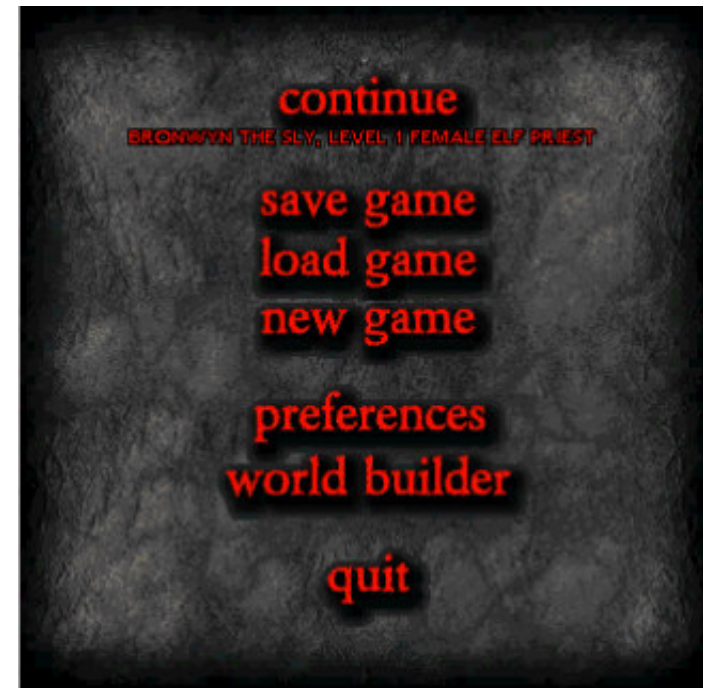 continue
BRONWYN THE SLY, LEVEL 1 FEMALE ELF PRIEST
save game
load game
new game
preferences
world builder
quit